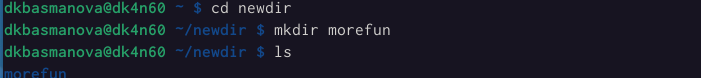 dkbasmanova@dk4n60 ~ $ cd newdir
dkbasmanova@dk4n60 ~/newdir $ mkdir morefun
dkbasmanova@dk4n60 ~/newdir $ ls
morefun